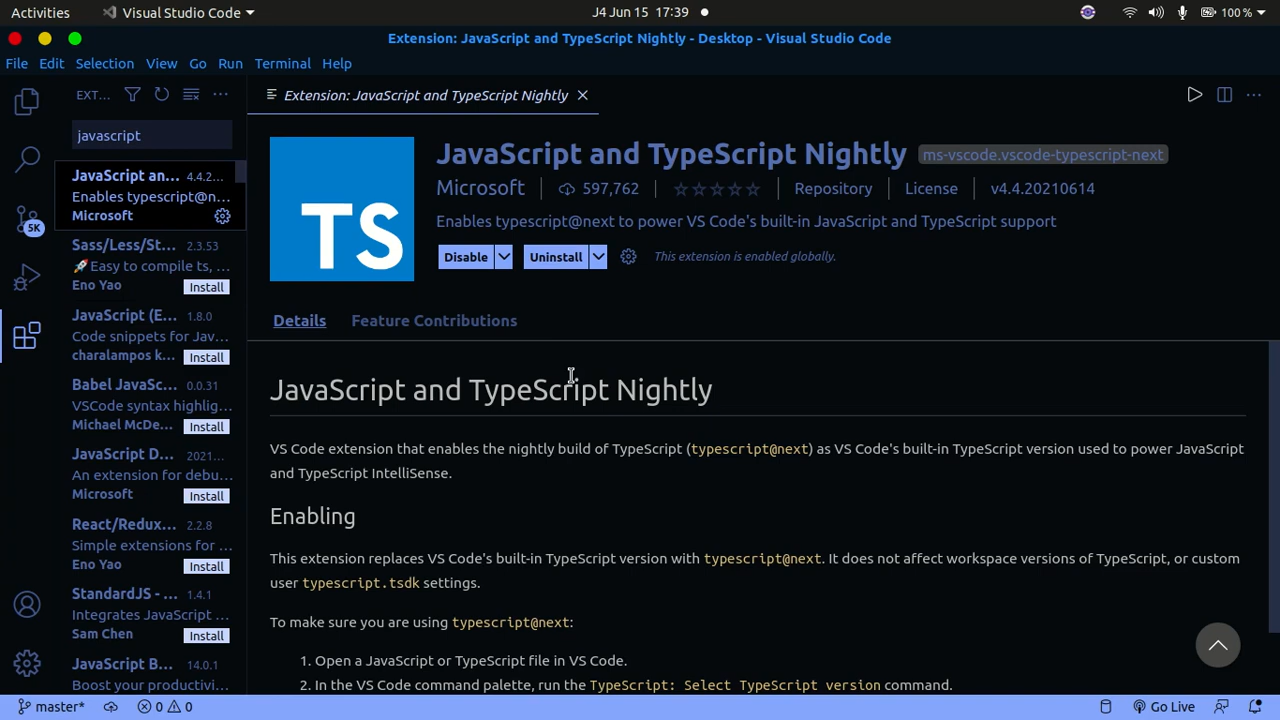 Activities
Visual Studio Code
J4 Jun 15 17:39
100 %
Extension: JavaScript and TypeScript Nightly - Desktop - Visual Studio Code
File Edit Selection View Go Run Terminal Help
EXT...
Extension: JavaScript and TypeScript Nightly
javascript
JavaScript an... 4.4.2...
Enables typescript@n...
Microsoft
Sass/Less/St... 2.3.53
🚀Easy to compile ts, ...
Eno Yao Install
JavaScript (E... 1.8.0
Code snippets for Jav...
charalampos k... Install
Babel JavaSc... 0.0.31
VSCode syntax highlig...
Michael McDe... Install
JavaScript D... 2021...
An extension for debu...
Microsoft Install
React/Redux... 2.2.8
Simple extensions for ...
Eno Yao Install
StandardJS - ... 1.4.1
Integrates JavaScript ...
Sam Chen Install
JavaScript B... 14.0.1
Boost your productivi...
5K
TS
JavaScript and TypeScript Nightly ms-vscode.vscode-typescript-next
Microsoft 597,762 Repository License v4.4.20210614
Enables typescript@next to power VS Code's built-in JavaScript and TypeScript support
Disable Uninstall This extension is enabled globally.
Details Feature Contributions
JavaScript and TypeScript Nightly
VS Code extension that enables the nightly build of TypeScript (typescript@next) as VS Code's built-in TypeScript version used to power JavaScript
and TypeScript IntelliSense.
Enabling
This extension replaces VS Code's built-in TypeScript version with typescript@next. It does not affect workspace versions of TypeScript, or custom
user typescript.tsdk settings.
To make sure you are using typescript@next:
1. Open a JavaScript or TypeScript file in VS Code.
2. In the VS Code command palette, run the TypeScript: Select TypeScript version command.
master* 0 0 Go Live